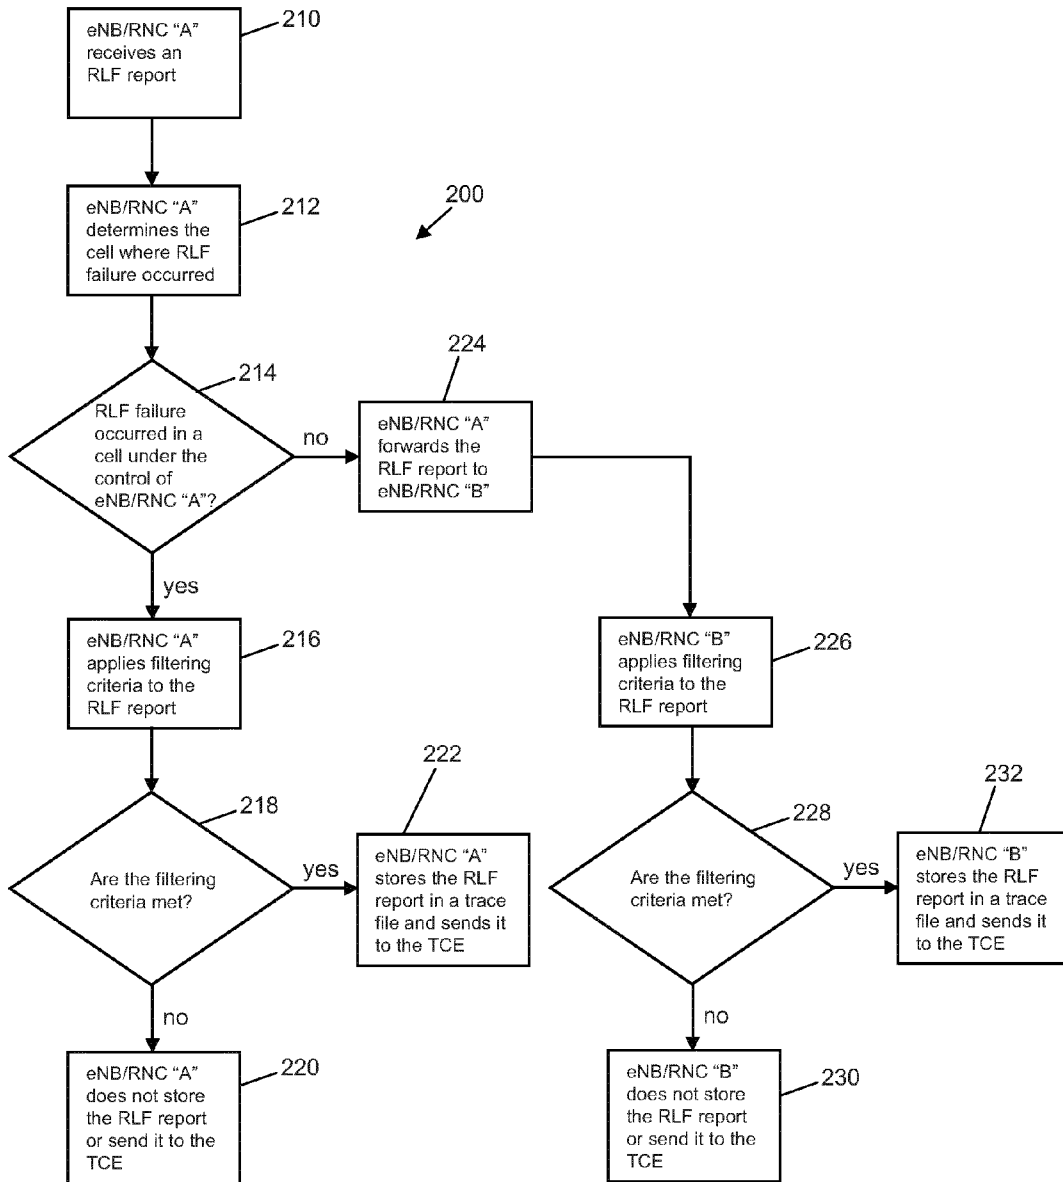 eNB/RNC “A”
receives an
RLF report
210
eNB/RNC “A”
determines the
cell where RLF
failure occurred
212
200
RLF failure
occurred in a
cell under the
control of
eNB/RNC “A”?
214
no
eNB/RNC “A”
forwards the
RLF report to
eNB/RNC “B”
224
yes
eNB/RNC “A”
applies filtering
criteria to the
RLF report
216
eNB/RNC “B”
applies filtering
criteria to the
RLF report
226
Are the filtering
criteria met?
218
yes
eNB/RNC “A”
stores the RLF
report in a trace
file and sends it
to the TCE
222
Are the filtering
criteria met?
228
yes
eNB/RNC “B”
stores the RLF
report in a trace
file and sends it
to the TCE
232
no
eNB/RNC “A”
does not store
the RLF report
or send it to the
TCE
220
no
eNB/RNC “B”
does not store
the RLF report
or send it to the
TCE
230